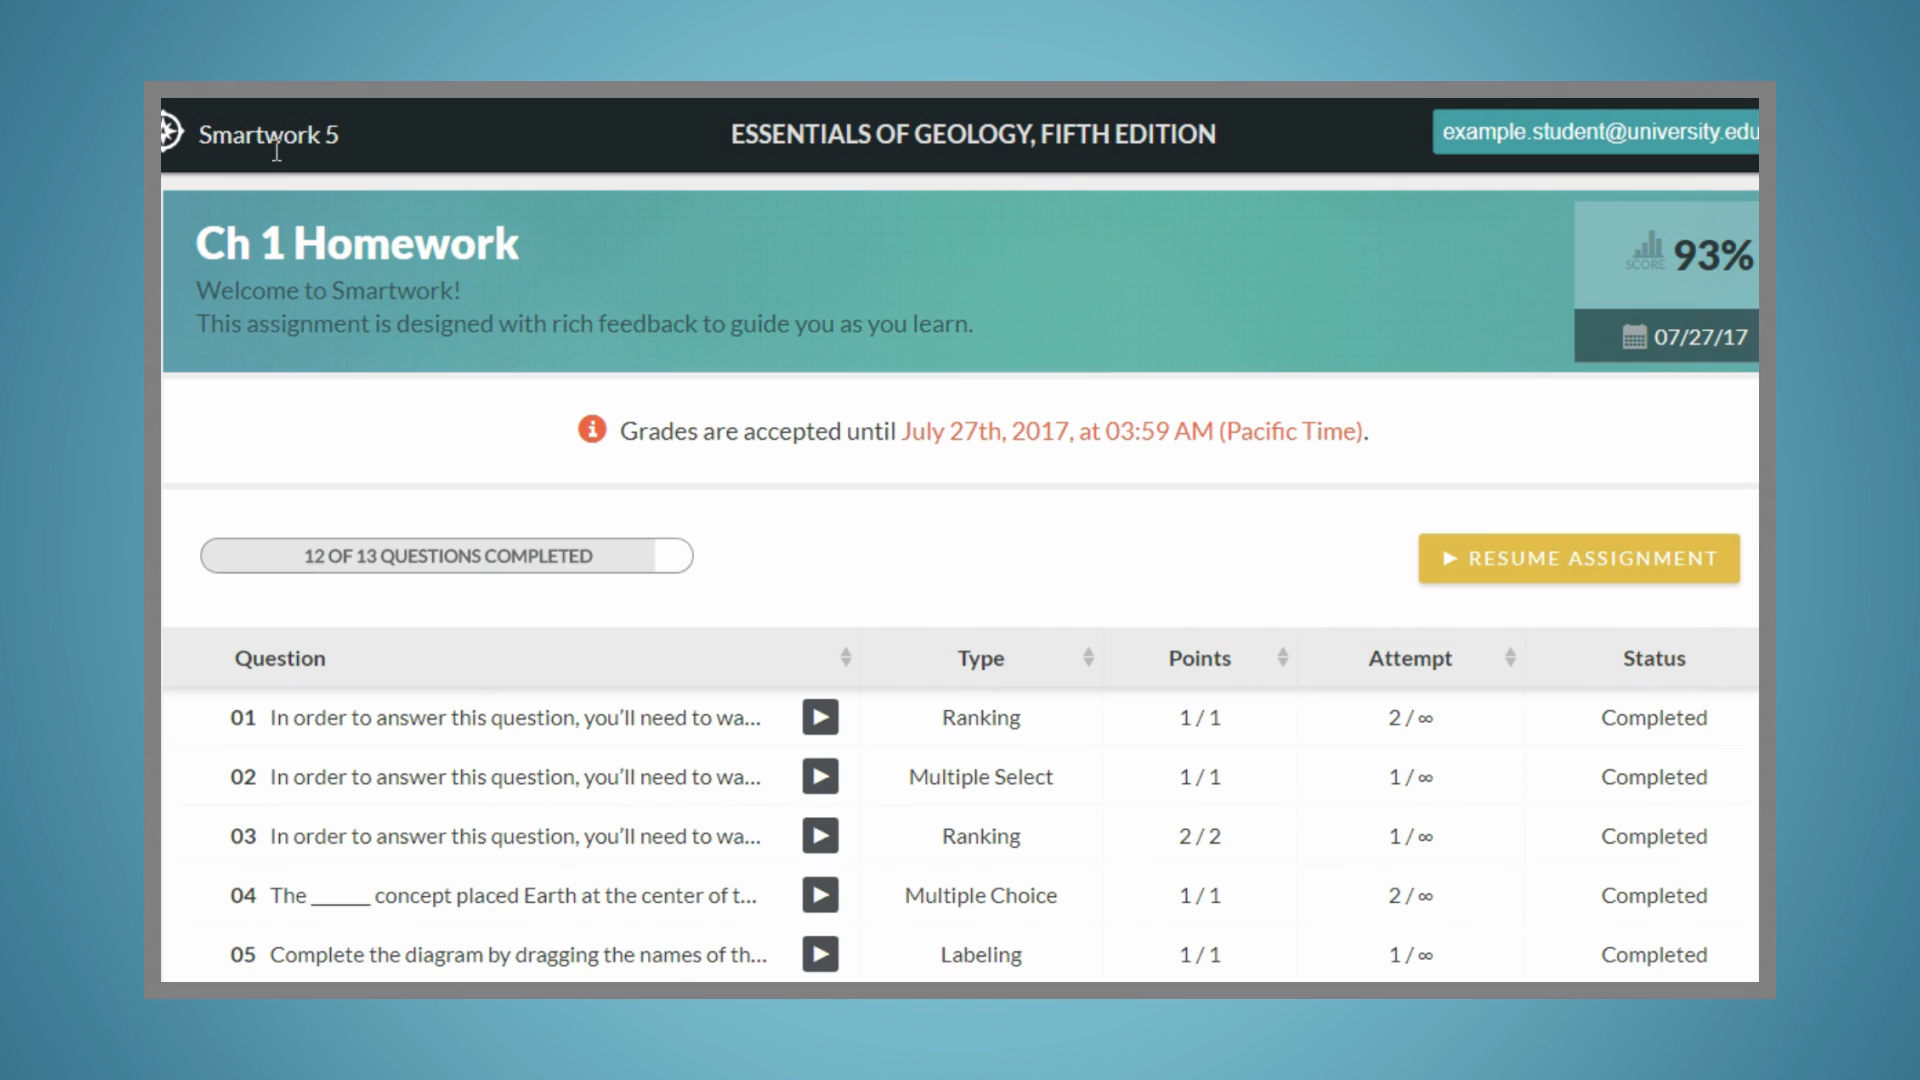 Smartwork 5
ESSENTIALS OF GEOLOGY, FIFTH EDITION
example.student@university.edu
Ch 1 Homework
Welcome to Smartwork!
This assignment is designed with rich feedback to guide you as you learn.
SCORE 93%
07/27/17
Grades are accepted until July 27th, 2017, at 03:59 AM (Pacific Time).
12 OF 13 QUESTIONS COMPLETED
RESUME ASSIGNMENT
Question Type Points Attempt Status
01 In order to answer this question, you'll need to wa... Ranking 1 / 1 2 / ∞ Completed
02 In order to answer this question, you'll need to wa... Multiple Select 1 / 1 1 / ∞ Completed
03 In order to answer this question, you'll need to wa... Ranking 2 / 2 1 / ∞ Completed
04 The ______ concept placed Earth at the center of t... Multiple Choice 1 / 1 2 / ∞ Completed
05 Complete the diagram by dragging the names of th... Labeling 1 / 1 1 / ∞ Completed